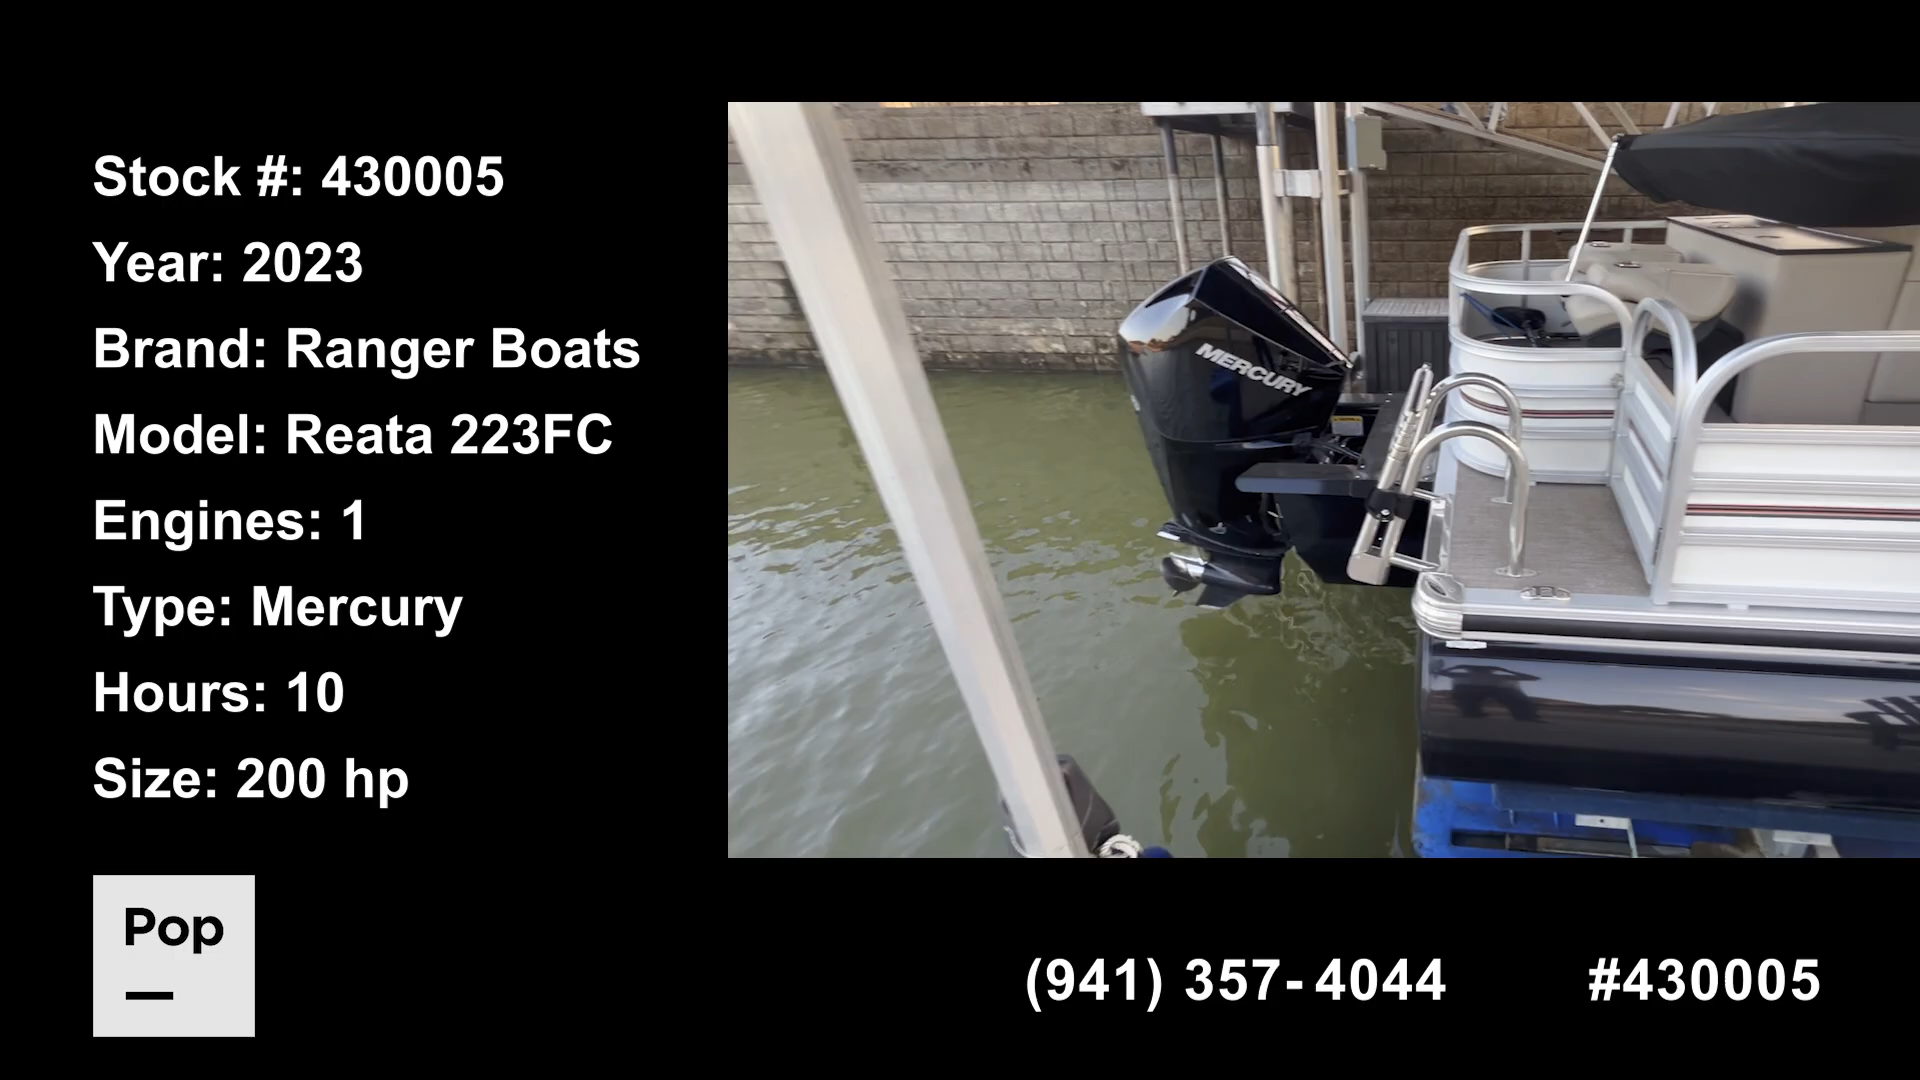 Stock #: 430005
Year: 2023
Brand: Ranger Boats
Model: Reata 223FC
Engines: 1
Type: Mercury
Hours: 10
Size: 200 hp
MERCURY
Pop
(941) 357-4044
#430005